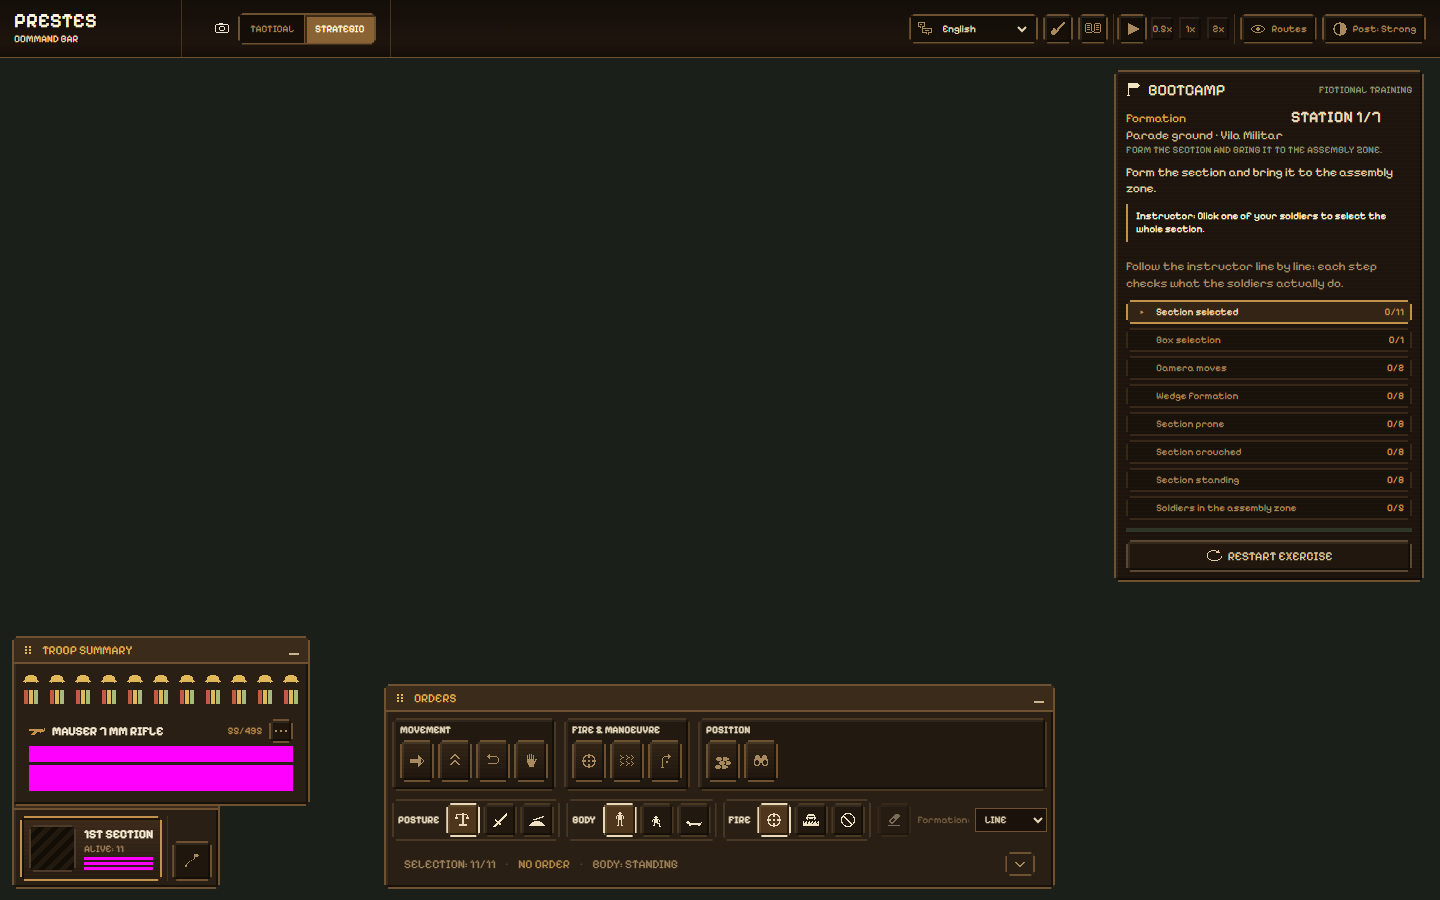 PRESTES
COMMAND BAR
TACTICAL
STRATEGIC
English
0.5x
1x
2x
Routes
Post: Strong
BOOTCAMP
FICTIONAL TRAINING
Formation
STATION 1/7
Parade ground · Vila Militar
FORM THE SECTION AND BRING IT TO THE ASSEMBLY ZONE.
Form the section and bring it to the assembly
zone.
Instructor: Click one of your soldiers to select the
whole section.
Follow the instructor line by line: each step
checks what the soldiers actually do.
Section selected 0/11
Box selection 0/1
Camera moves 0/2
Wedge formation 0/8
Section prone 0/8
Section crouched 0/8
Section standing 0/8
Soldiers in the assembly zone 0/9
RESTART EXERCISE
TROOP SUMMARY
MAUSER 7 MM RIFLE
55/495
1ST SECTION
ALIVE: 11
ORDERS
MOVEMENT
FIRE & MANOEUVRE
POSITION
POSTURE
BODY
FIRE
Formation:
LINE
SELECTION: 11/11 · NO ORDER · BODY: STANDING